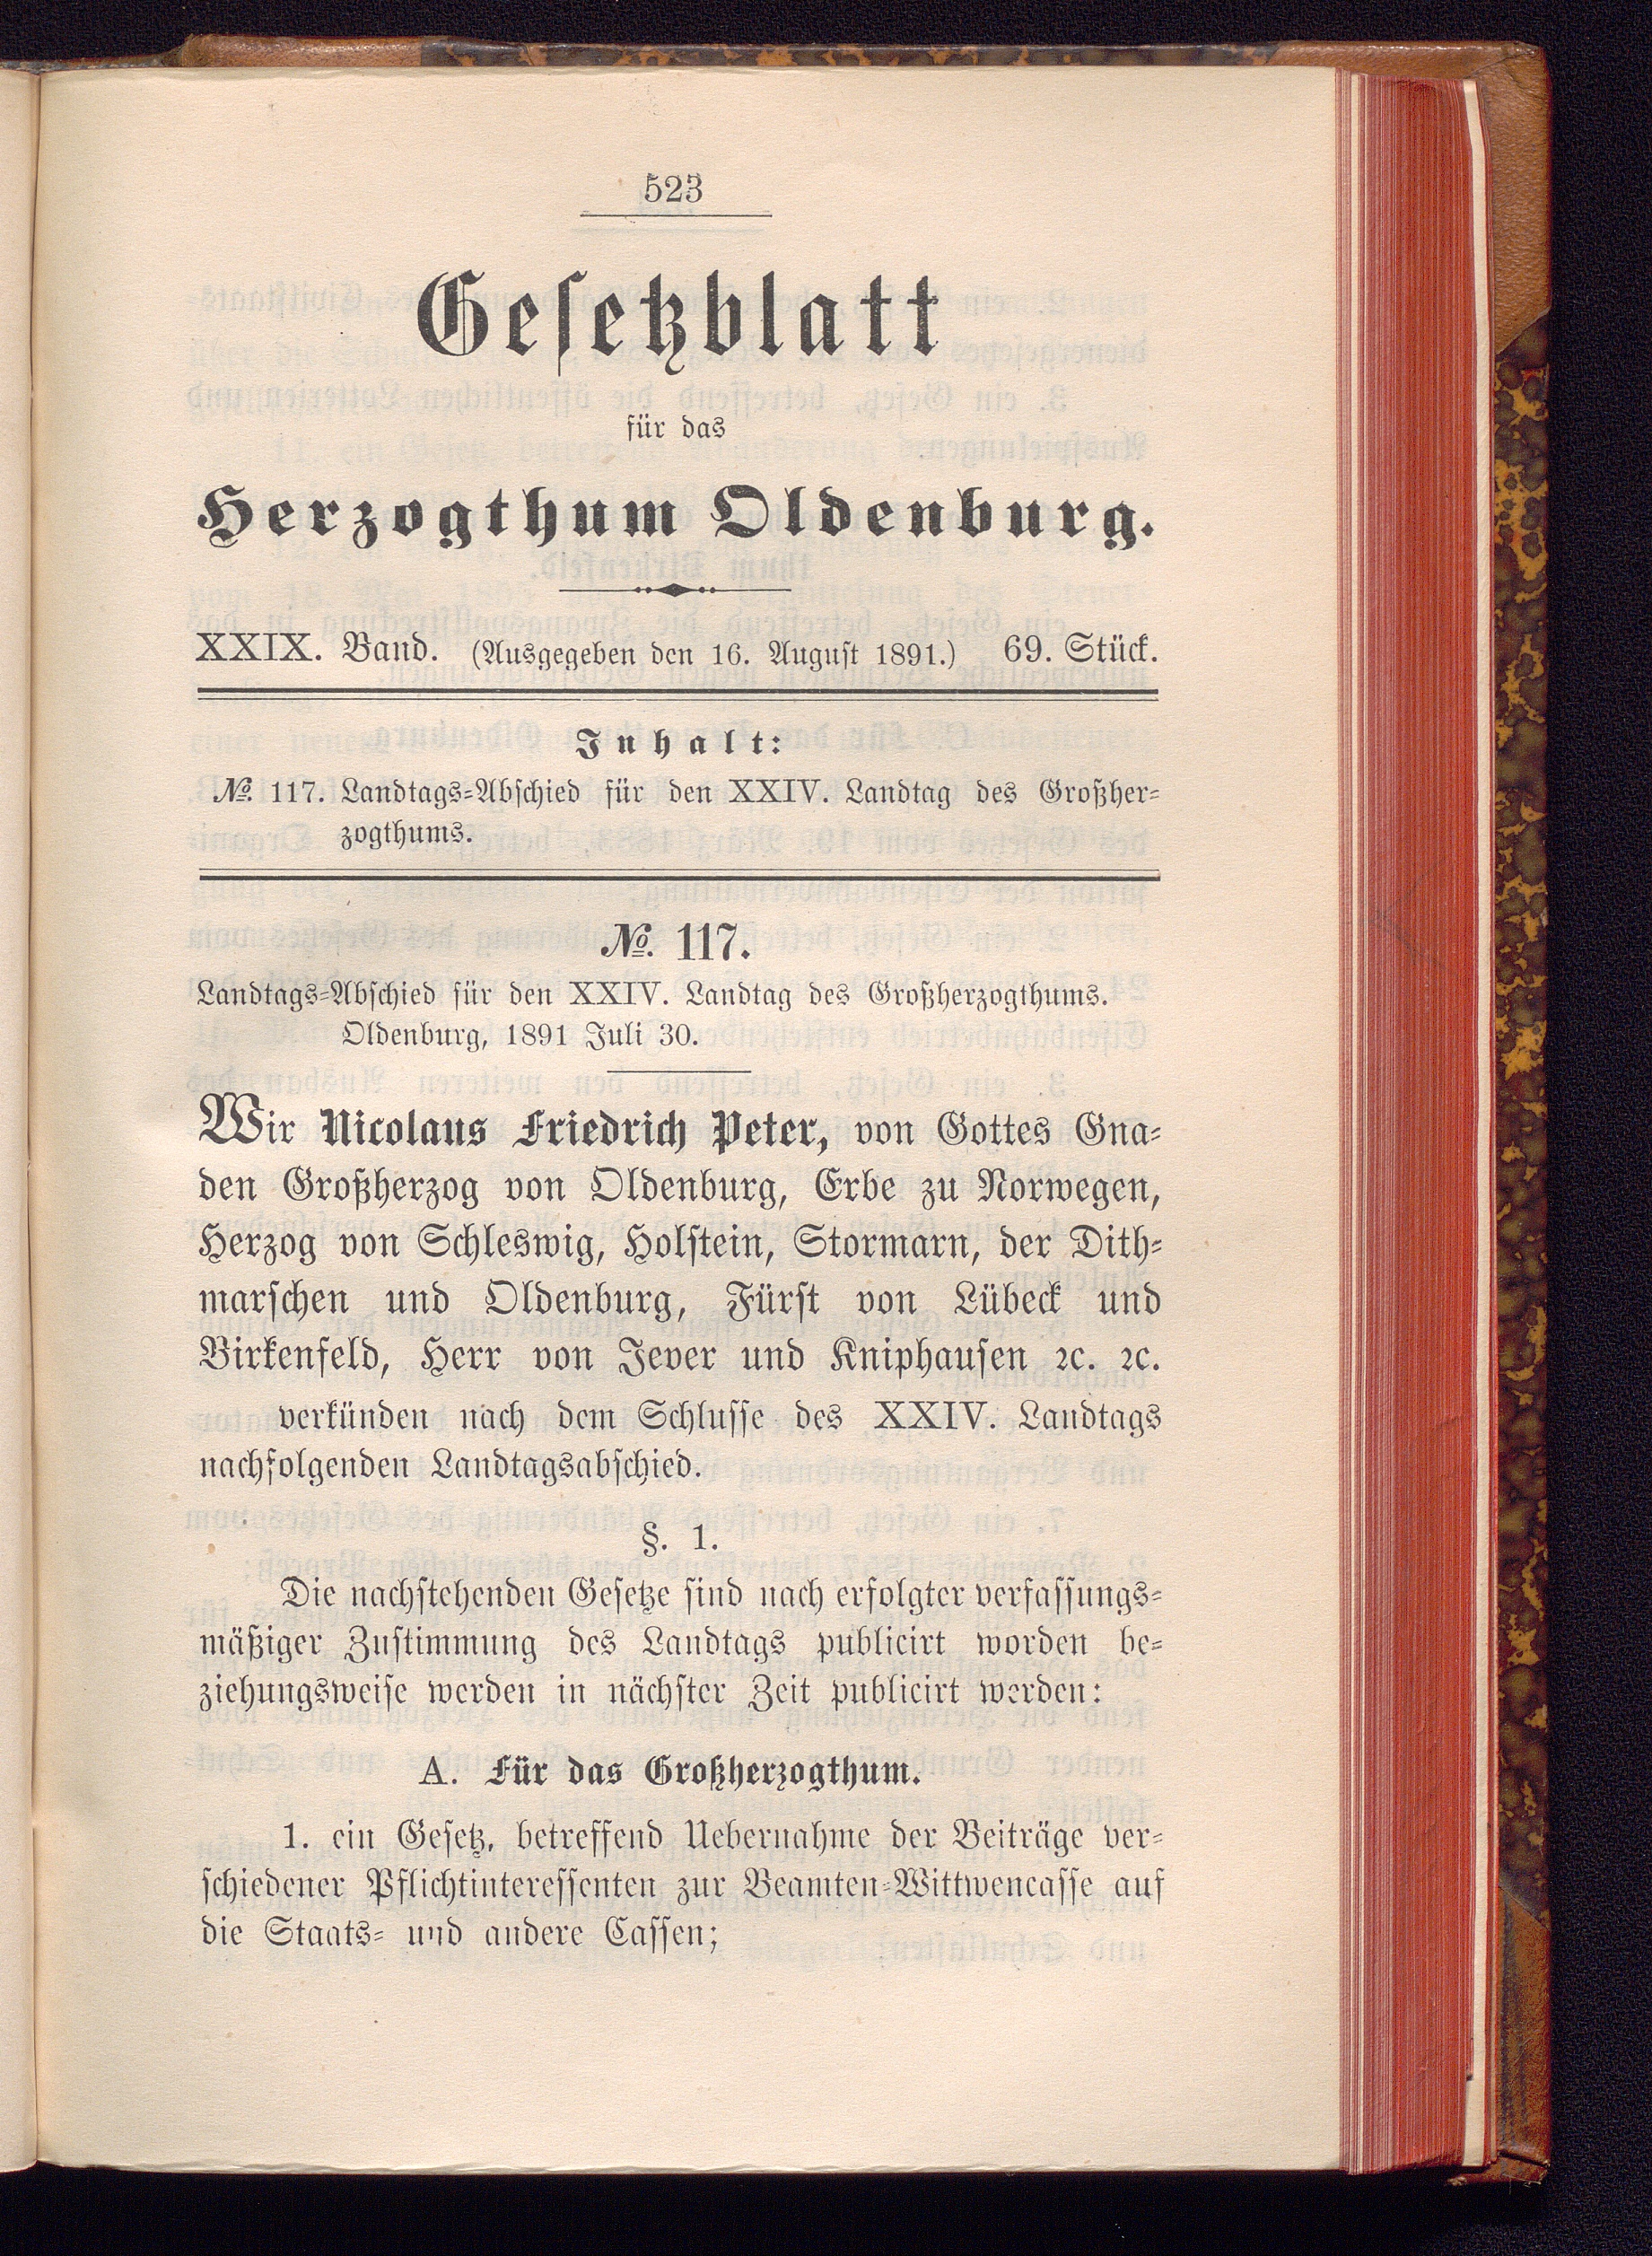 523
Gesetzblatt
für das
Herzogthum Oldenburg.
XXIX. Band. (Ausgegeben den 16. August 1891.) 69. Stück.
Inhalt:
№. 117. Landtags=Abschied für den XXIV. Landtag des Großher=
zogthums.
№. 117.
Landtags=Abschied für den XXIV. Landtag des Großherzogthums.
Oldenburg, 1891 Juli 30.
Wir Nicolaus Friedrich Peter, von Gottes Gna=
den Großherzog von Oldenburg, Erbe zu Norwegen,
Herzog von Schleswig, Holstein, Stormarn, der Dith=
marschen und Oldenburg, Fürst von Lübeck und
Birkenfeld, Herr von Jever und Kniphausen ꝛc. ꝛc.
verkünden nach dem Schlusse des XXIV. Landtags
nachfolgenden Landtagsabschied.
§. 1.
Die nachstehenden Gesetze sind nach erfolgter verfassungs=
mäßiger Zustimmung des Landtags publicirt worden be=
ziehungsweise werden in nächster Zeit publicirt werden:
A. Für das Großherzogthum.
1. ein Gesetz, betreffend Uebernahme der Beiträge ver=
schiedener Pflichtinteressenten zur Beamten=Wittwencasse auf
die Staats= und andere Cassen;